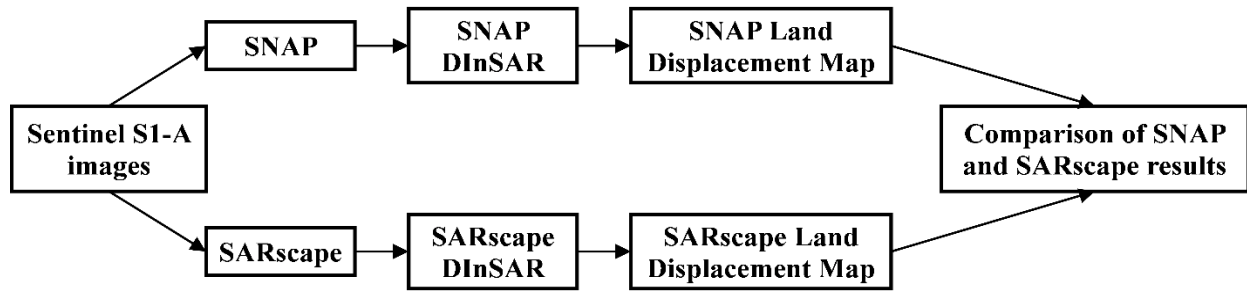 SNAP
SNAP
DInSAR
SNAP Land
Displacement Map
Sentinel S1-A
images
Comparison of SNAP
and SARscape results
SARscape
SARscape
DInSAR
SARscape Land
Displacement Map